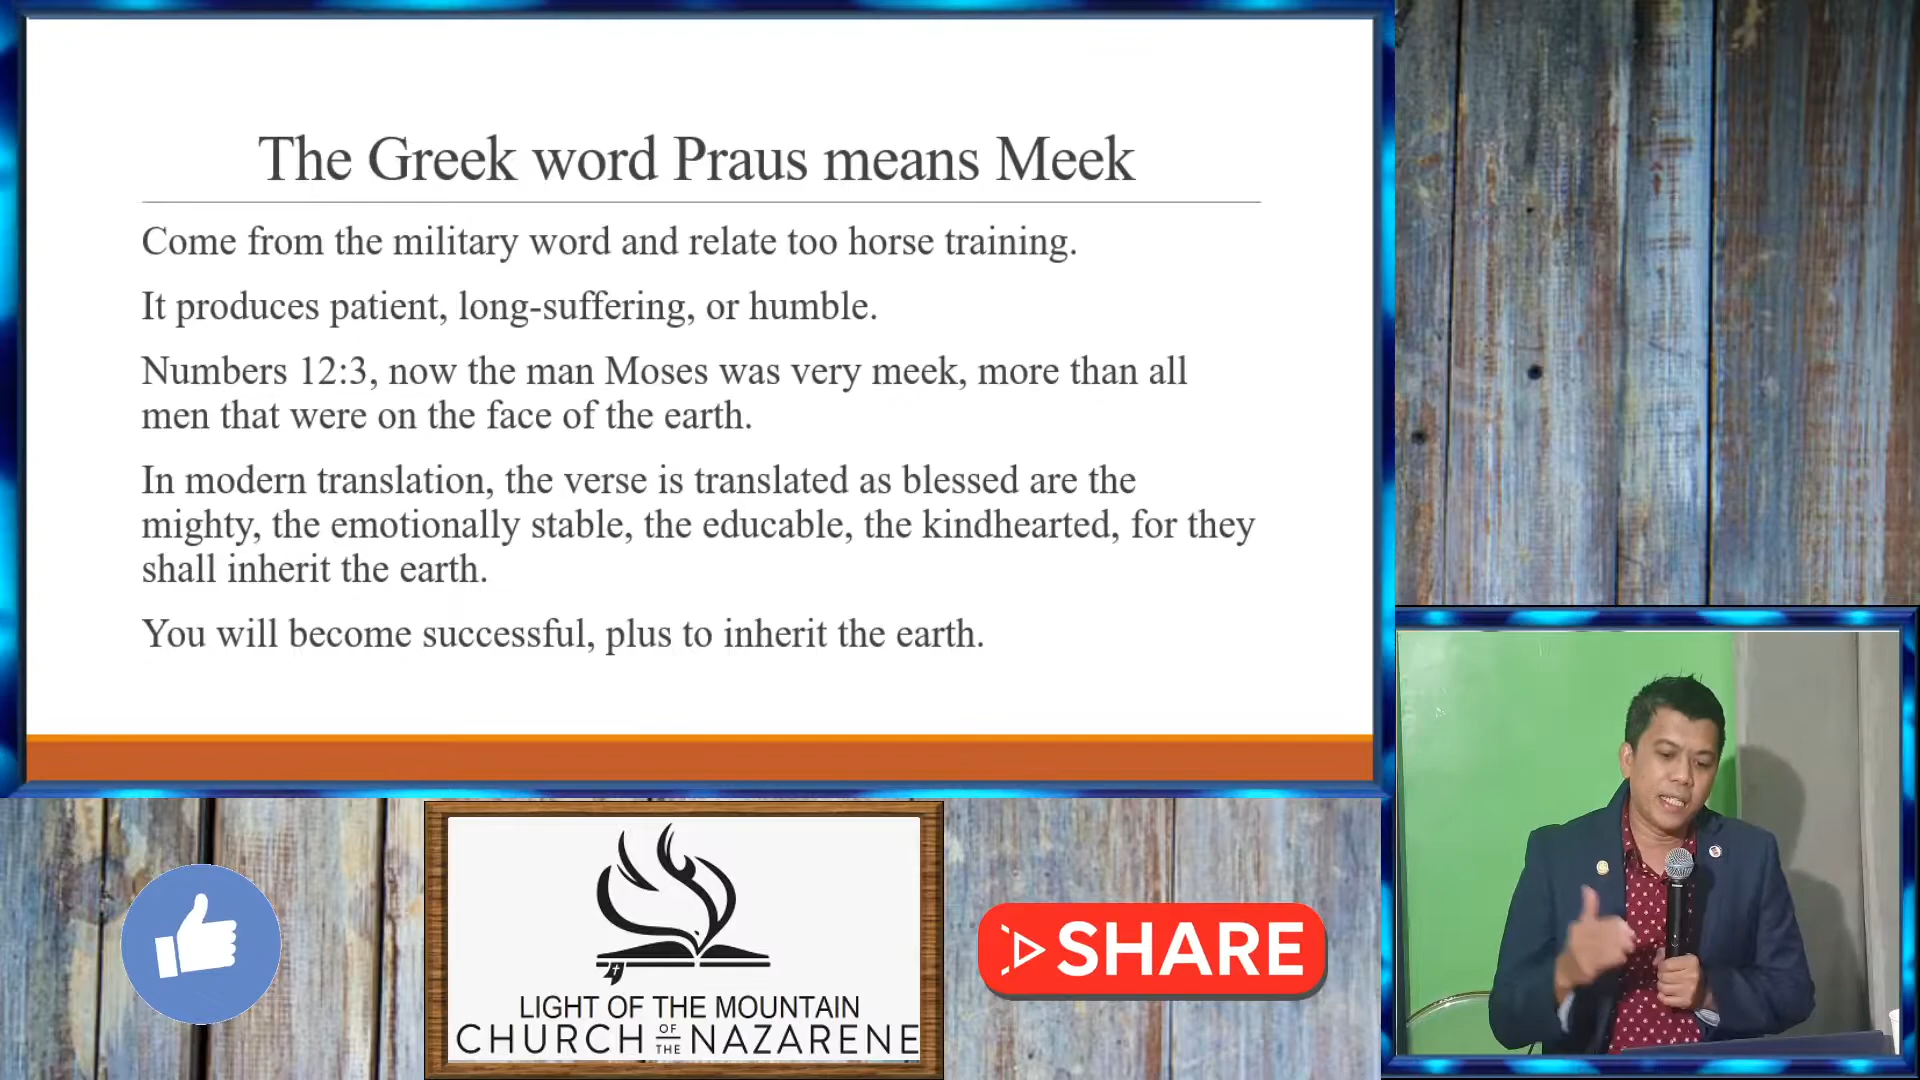 The Greek word Praus means Meek
Come from the military word and relate too horse training.
It produces patient, long-suffering, or humble.
Numbers 12:3, now the man Moses was very meek, more than all
men that were on the face of the earth.
In modern translation, the verse is translated as blessed are the
mighty, the emotionally stable, the educable, the kindhearted, for they
shall inherit the earth.
You will become successful, plus to inherit the earth.
LIGHT OF THE MOUNTAIN
CHURCH OF THE NAZARENE
SHARE